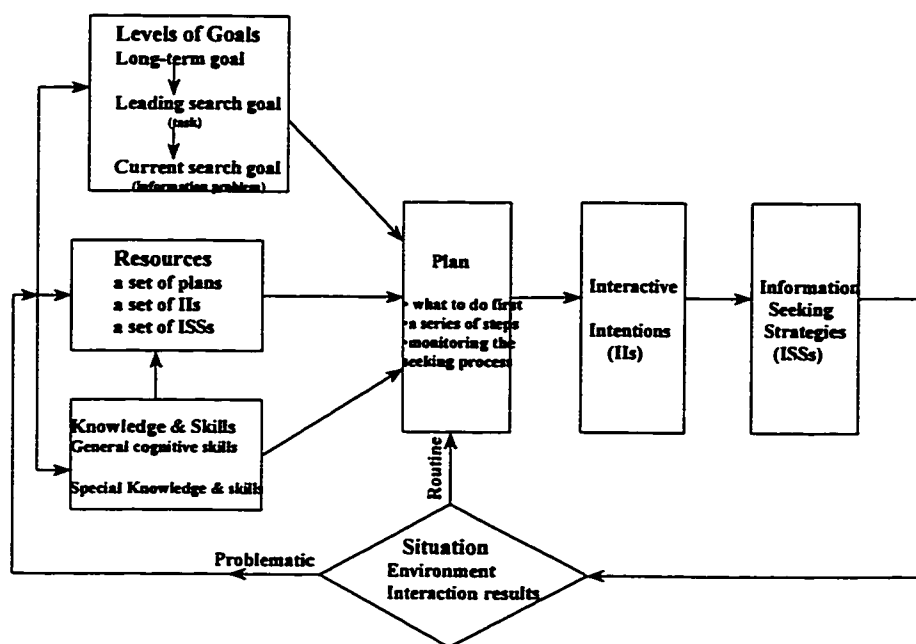 Levels of Goals
Long-term goal
Leading search goal
(task)
Current search goal
(information problem)
Resources
a set of plans
a set of IIs
a set of ISSs
Knowledge & Skills
General cognitive skills
Special Knowledge & skills
Plan
• what to do first
•a series of steps
•monitoring the
seeking process
Interactive
Intentions
(IIs)
Information
Seeking
Strategies
(ISSs)
Routine
Problematic
Situation
Environment
Interaction results